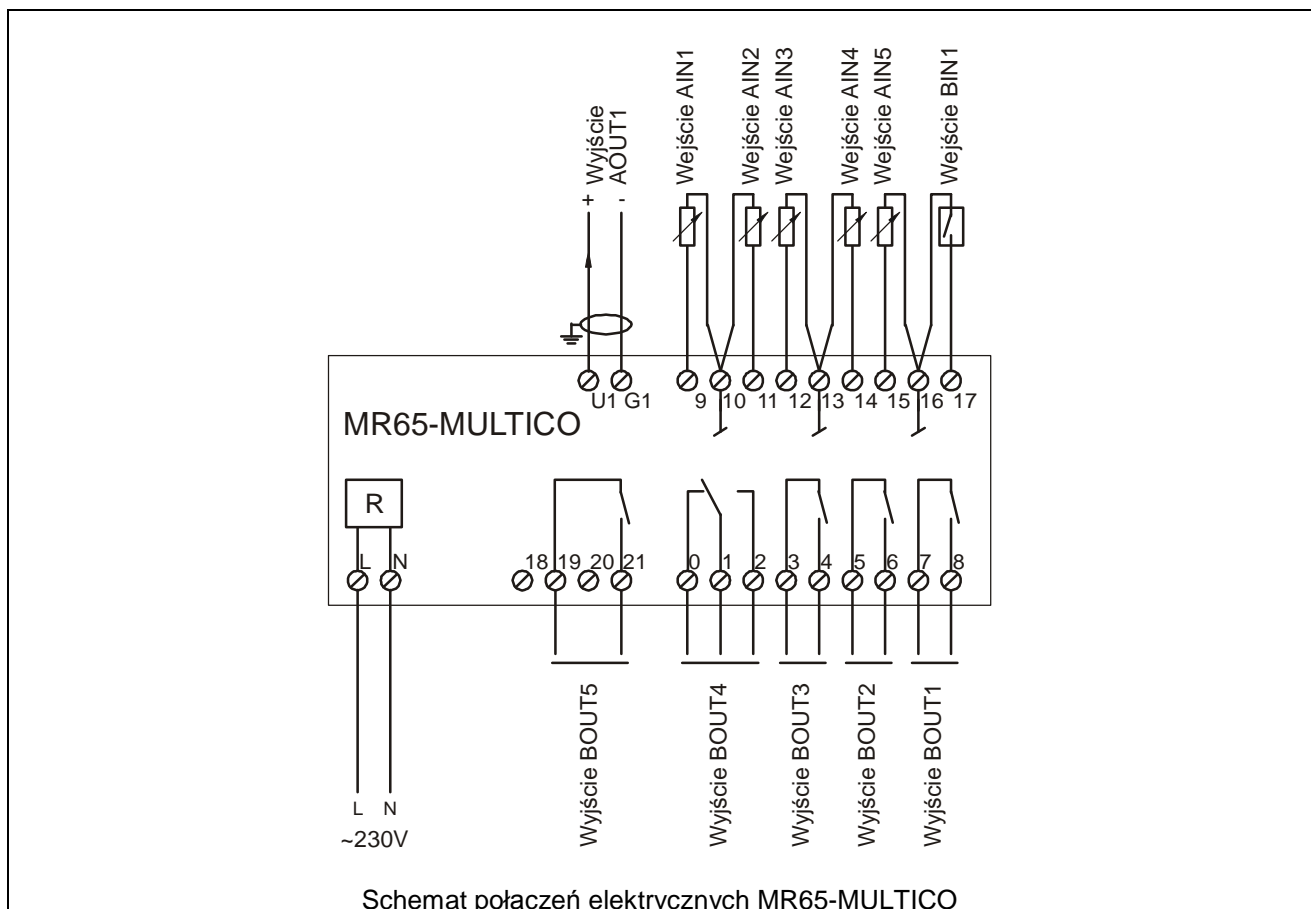 Wyjście
AOUT1
Wejście AIN1
Wejście AIN2
Wejście AIN3
Wejście AIN4
Wejście AIN5
Wejście BIN1
+ -
U1 G1 9 10 11 12 13 14 15 16 17
MR65-MULTICO
R
L N 18 19 20 21 0 1 2 3 4 5 6 7 8
Wyjście BOUT5
Wyjście BOUT4
Wyjście BOUT3
Wyjście BOUT2
Wyjście BOUT1
L N
~230V
Schemat połączeń elektrycznych MR65-MULTICO